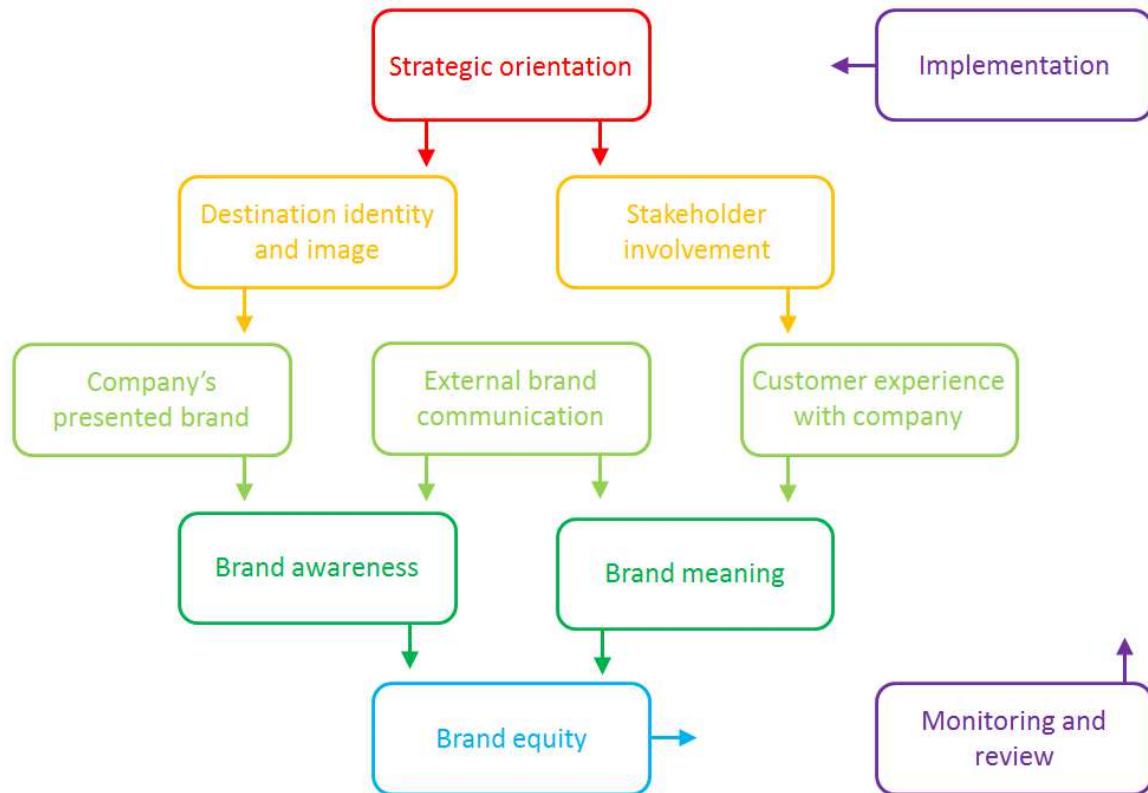 Strategic orientation
Implementation
Destination identity
and image
Stakeholder
involvement
Company’s
presented brand
External brand
communication
Customer experience
with company
Brand awareness
Brand meaning
Brand equity
Monitoring and
review